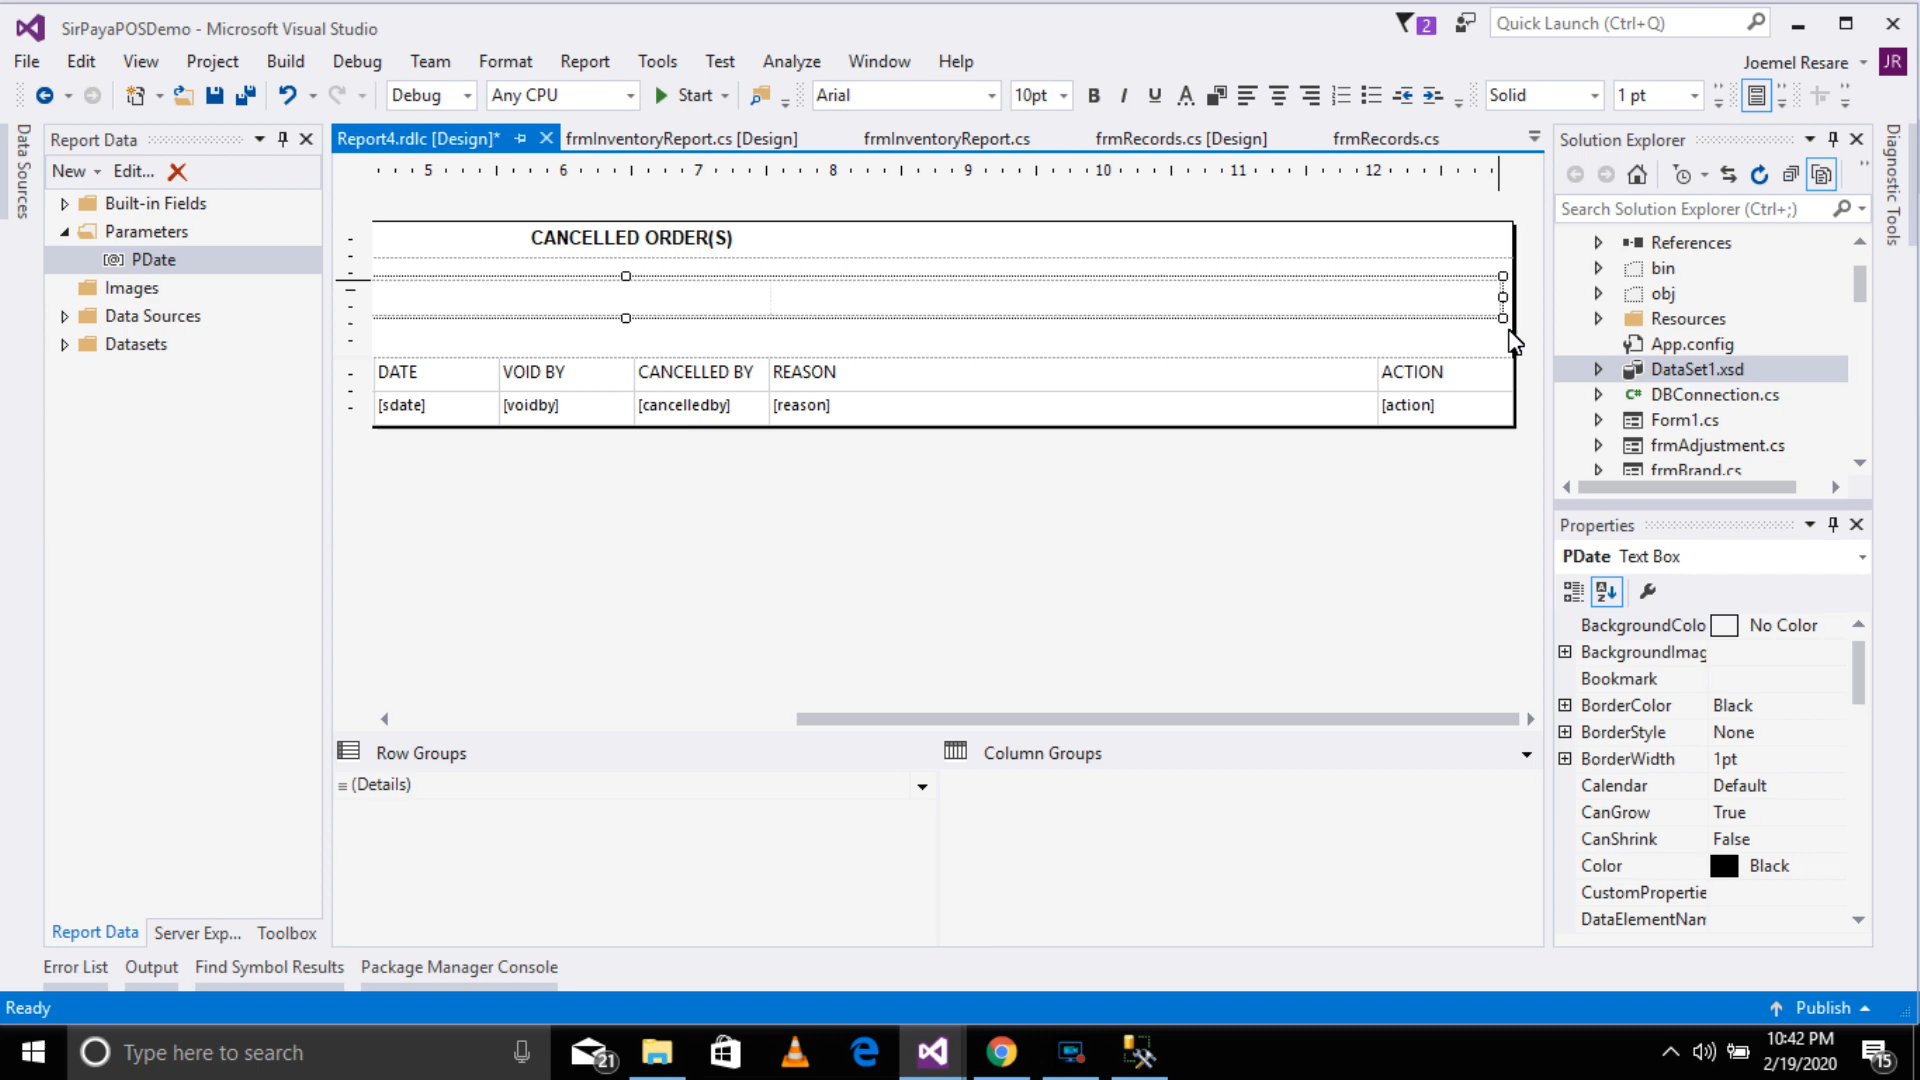 SirPayaPOSDemo - Microsoft Visual Studio
2
Quick Launch (Ctrl+Q)
File Edit View Project Build Debug Team Format Report Tools Test Analyze Window Help
Joemel Resare JR
Debug Any CPU Start Arial 10pt B I U A Solid 1 pt
Data Sources
Report Data
New Edit...
Built-in Fields
Parameters
[@] PDate
Images
Data Sources
Datasets
Report Data Server Exp... Toolbox
Report4.rdlc [Design]* frmInventoryReport.cs [Design] frmInventoryReport.cs frmRecords.cs [Design] frmRecords.cs
5 6 7 8 9 10 11 12
CANCELLED ORDER(S)
DATE VOID BY CANCELLED BY REASON ACTION
[sdate] [voidby] [cancelledby] [reason] [action]
Row Groups Column Groups
(Details)
Solution Explorer
Search Solution Explorer (Ctrl+;)
References
bin
obj
Resources
App.config
DataSet1.xsd
C# DBConnection.cs
Form1.cs
frmAdjustment.cs
frmBrand.cs
Diagnostic Tools
Properties
PDate Text Box
BackgroundColo No Color
BackgroundImag
Bookmark
BorderColor Black
BorderStyle None
BorderWidth 1pt
Calendar Default
CanGrow True
CanShrink False
Color Black
CustomPropertie
DataElementNam
Error List Output Find Symbol Results Package Manager Console
Ready
Publish
Type here to search
21
10:42 PM
2/19/2020
15